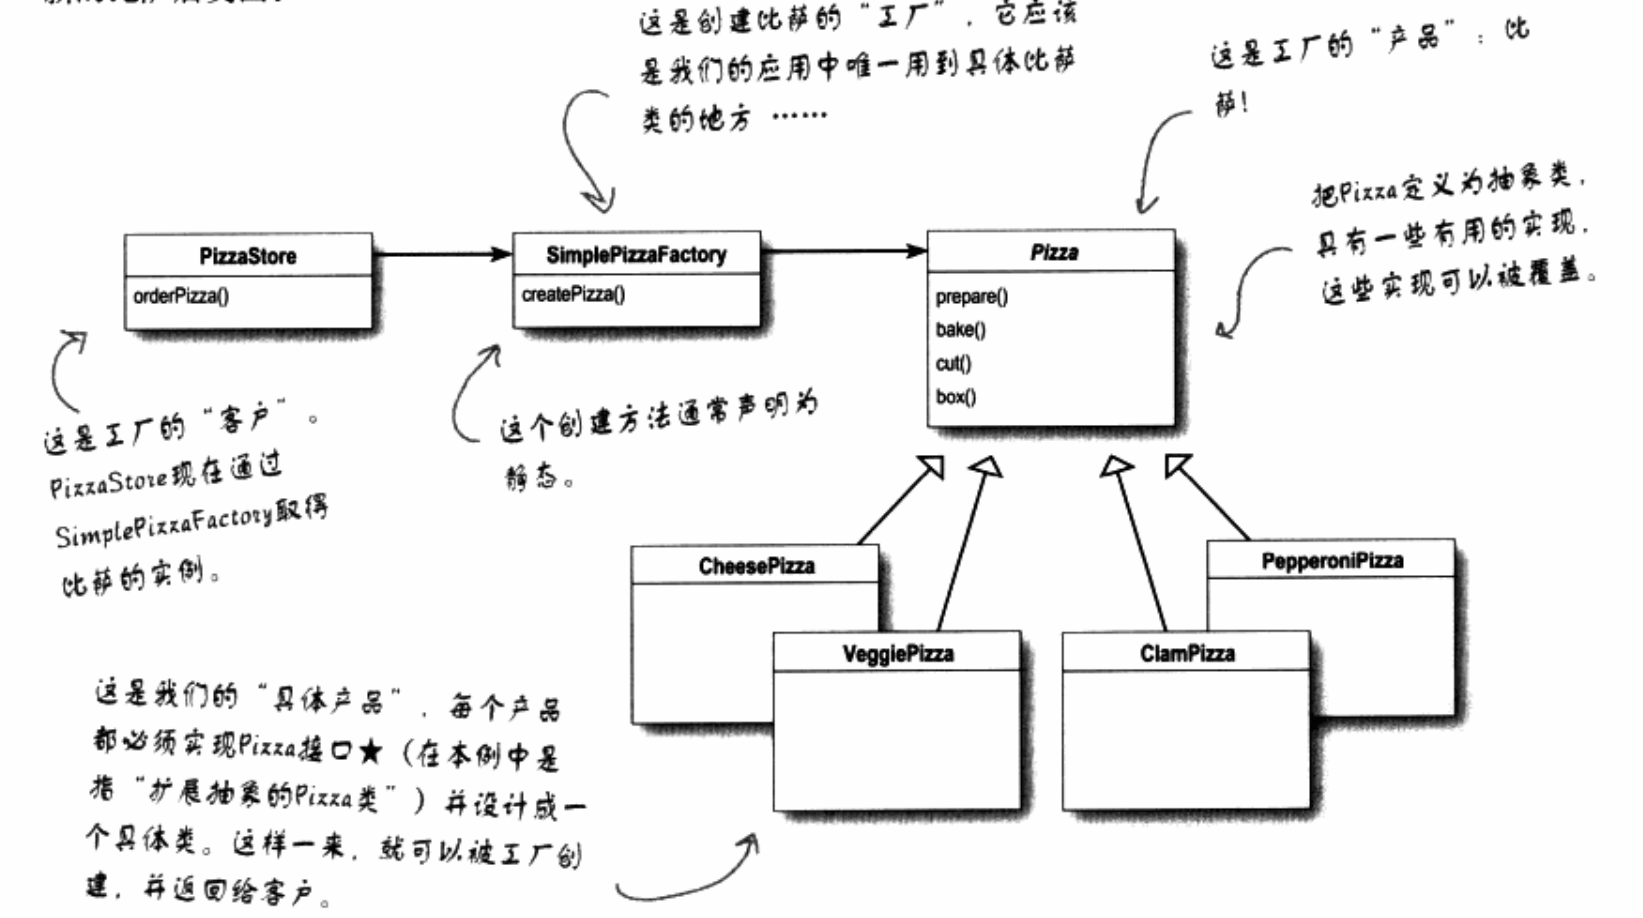 这是创建比萨的“工厂”，它应该
是我们的应用中唯一用到具体比萨
类的地方 ……
这是工厂的“产品”：比
萨！
把Pizza定义为抽象类，
具有一些有用的实现，
这些实现可以被覆盖。
PizzaStore
orderPizza()
SimplePizzaFactory
createPizza()
Pizza
prepare()
bake()
cut()
box()
这是工厂的“客户”。
PizzaStore现在通过
SimplePizzaFactory取得
比萨的实例。
这个创建方法通常声明为
静态。
CheesePizza
VeggiePizza
ClamPizza
PepperoniPizza
这是我们的“具体产品”，每个产品
都必须实现Pizza接口★（在本例中是
指“扩展抽象的Pizza类”）并设计成一
个具体类。这样一来，就可以被工厂创
建，并返回给客户。